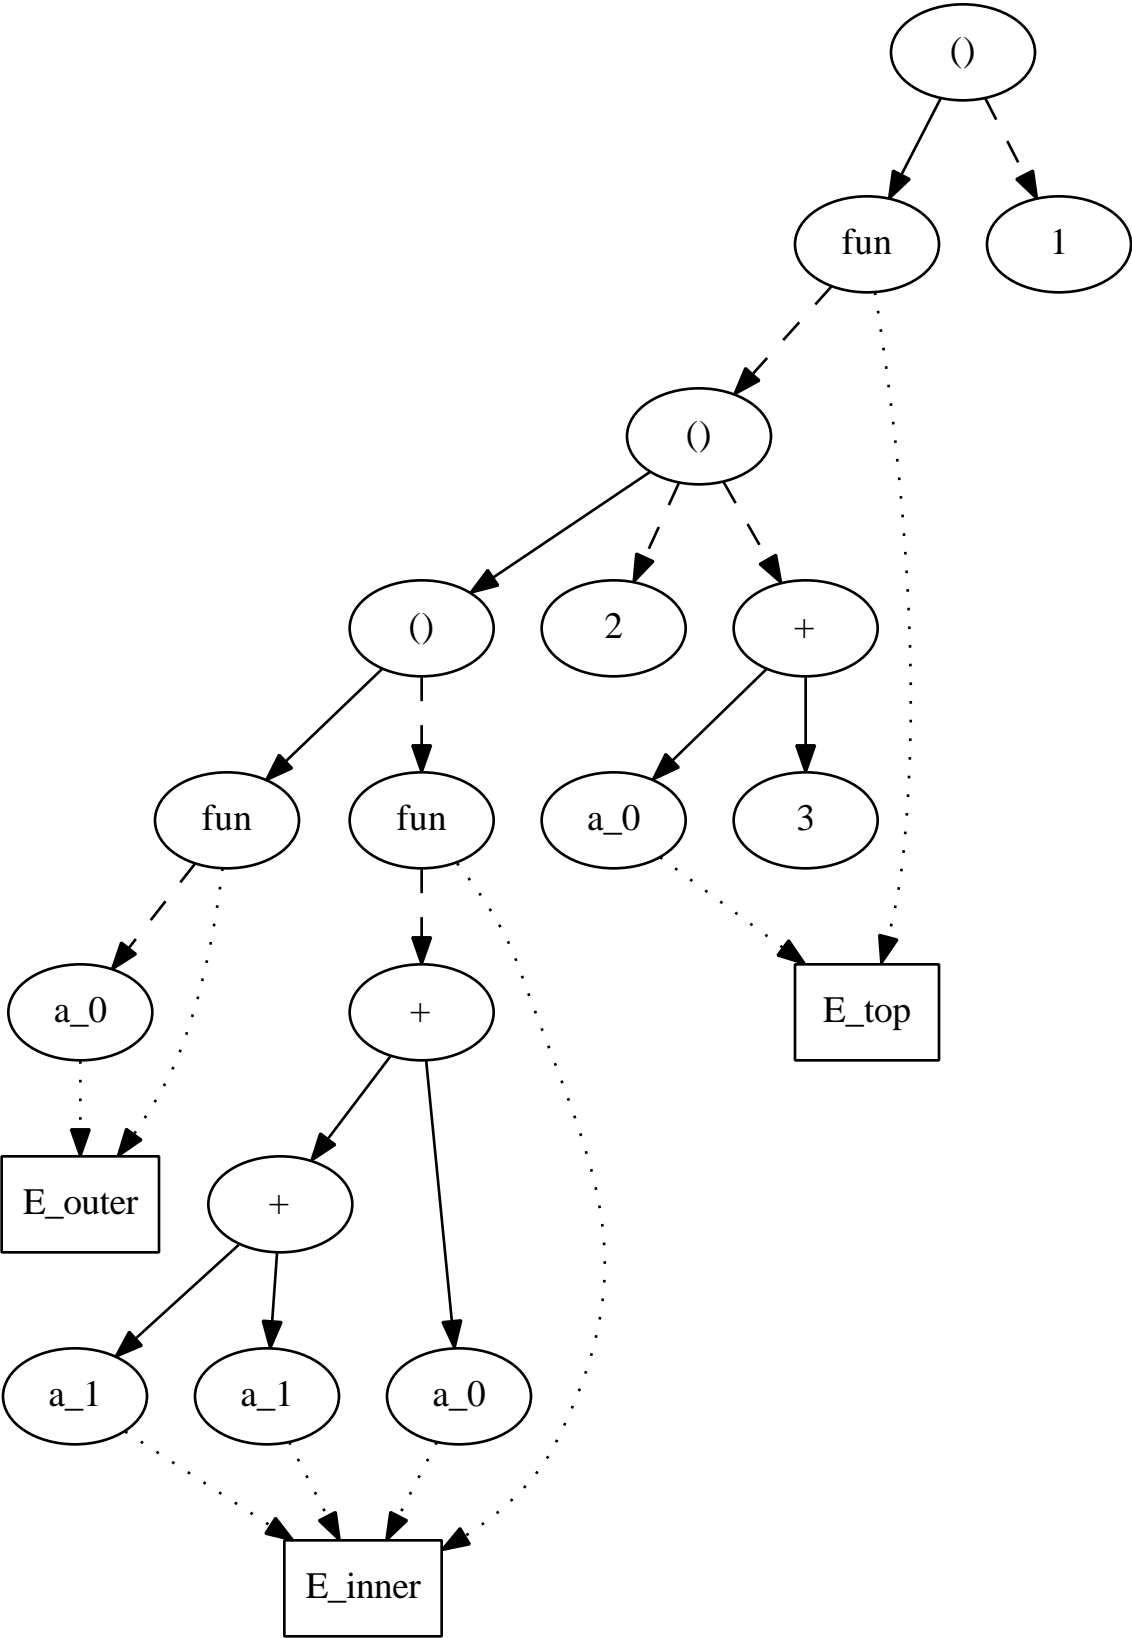 ()
fun 1
()
() 2 +
fun fun a_0 3
a_0 + E_top
E_outer +
a_1 a_1 a_0
E_inner